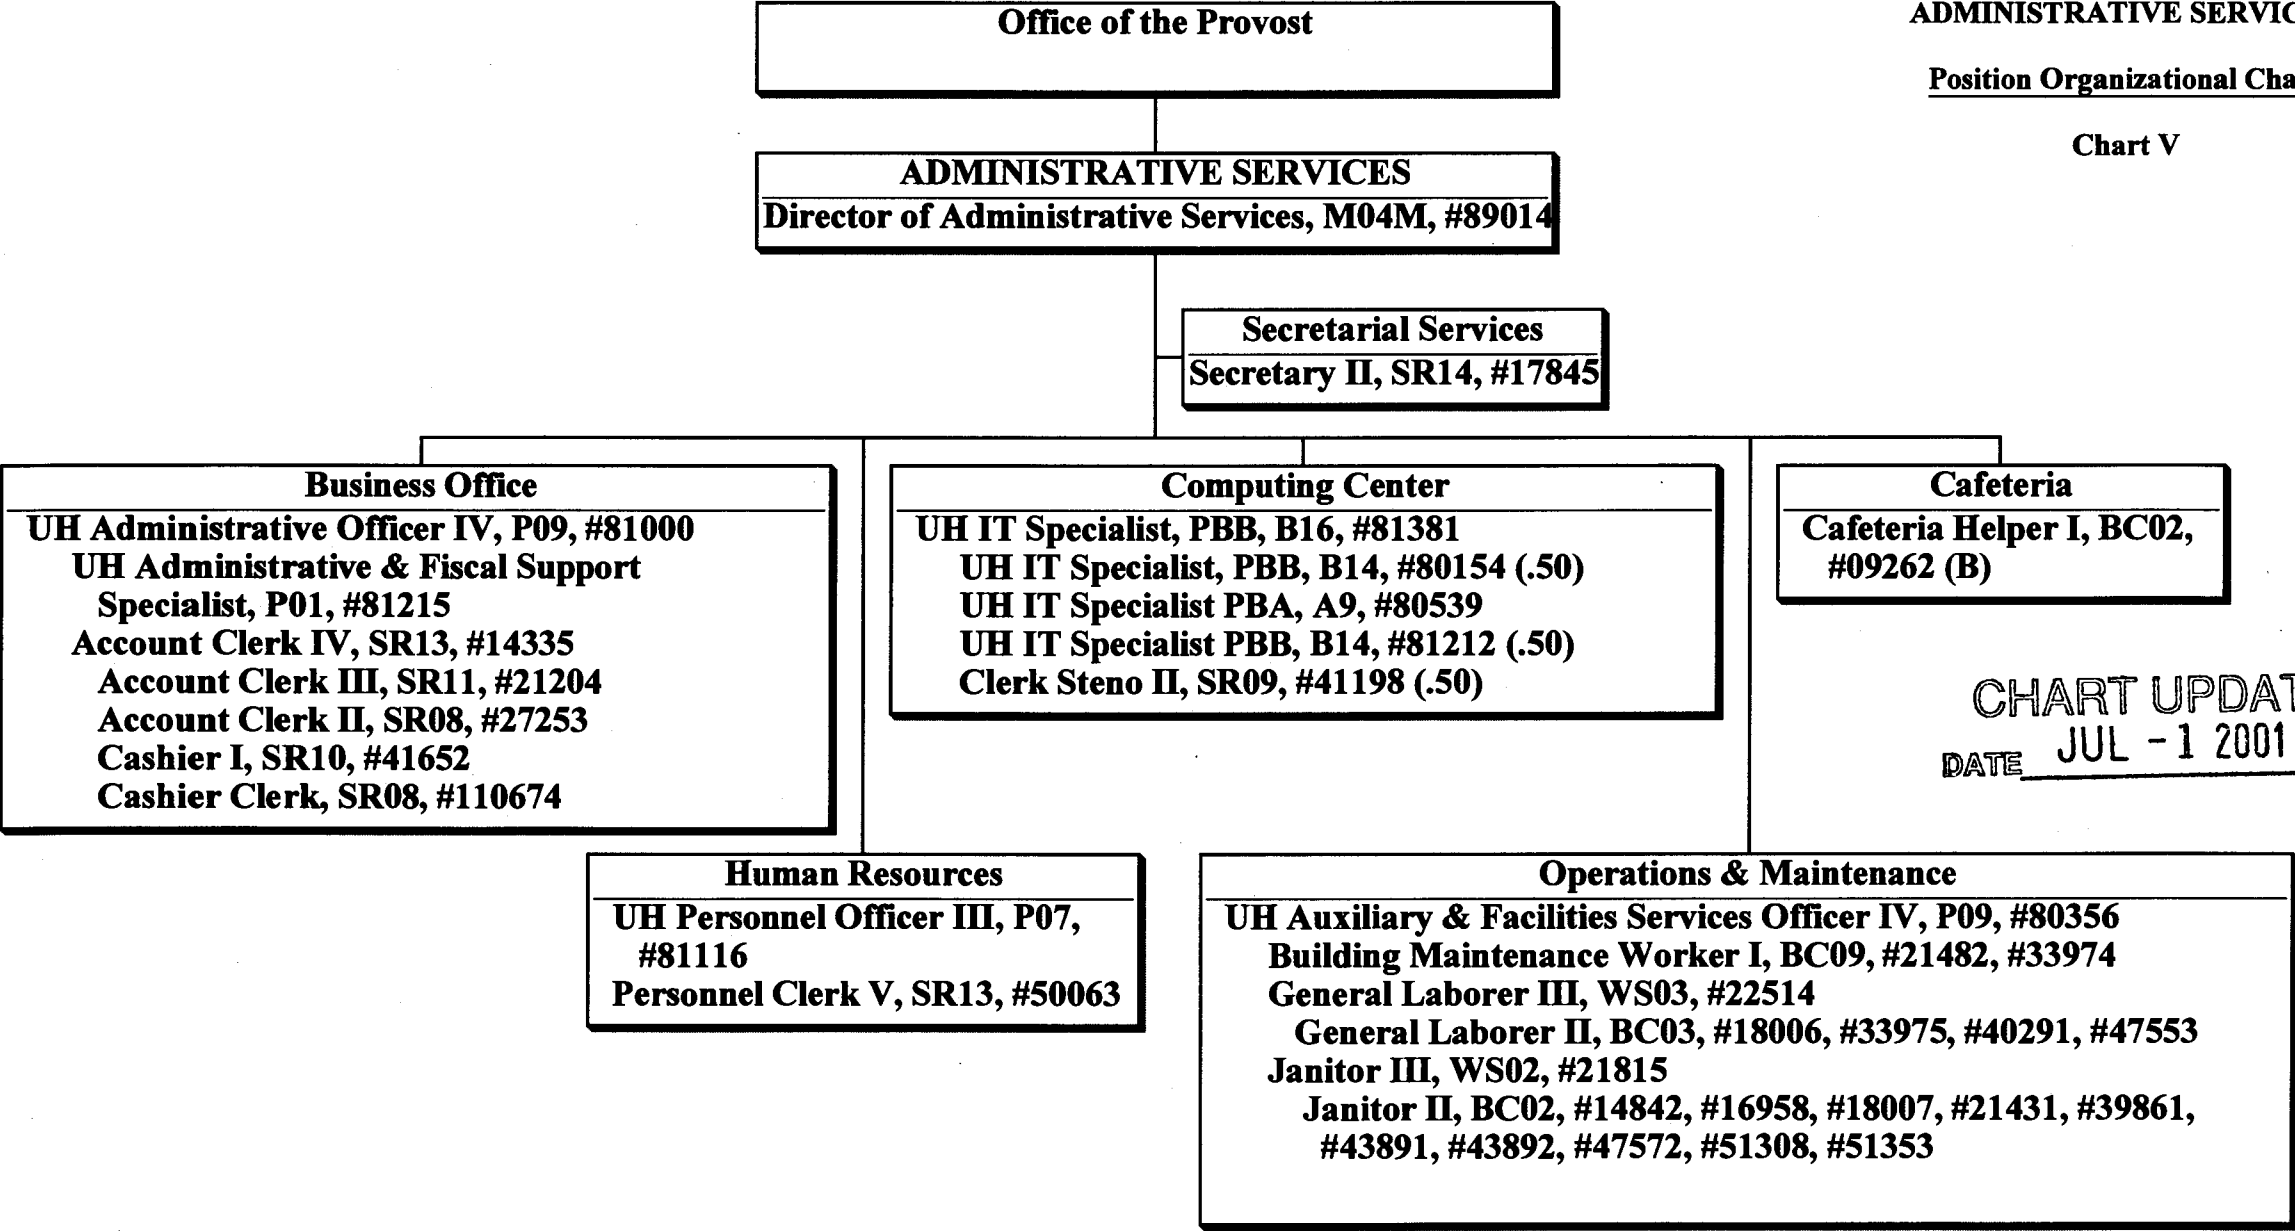 Office of the Provost
ADMINISTRATIVE SERVIC
Position Organizational Cha
Chart V
ADMINISTRATIVE SERVICES
Director of Administrative Services, M04M, #89014
Secretarial Services
Secretary II, SR14, #17845
Business Office
UH Administrative Officer IV, P09, #81000
UH Administrative & Fiscal Support
Specialist, P01, #81215
Account Clerk IV, SR13, #14335
Account Clerk III, SR11, #21204
Account Clerk II, SR08, #27253
Cashier I, SR10, #41652
Cashier Clerk, SR08, #110674
Computing Center
UH IT Specialist, PBB, B16, #81381
UH IT Specialist, PBB, B14, #80154 (.50)
UH IT Specialist PBA, A9, #80539
UH IT Specialist PBB, B14, #81212 (.50)
Clerk Steno II, SR09, #41198 (.50)
Cafeteria
Cafeteria Helper I, BC02,
#09262 (B)
CHART UPDAT
DATE JUL - 1 2001
Human Resources
UH Personnel Officer III, P07,
#81116
Personnel Clerk V, SR13, #50063
Operations & Maintenance
UH Auxiliary & Facilities Services Officer IV, P09, #80356
Building Maintenance Worker I, BC09, #21482, #33974
General Laborer III, WS03, #22514
General Laborer II, BC03, #18006, #33975, #40291, #47553
Janitor III, WS02, #21815
Janitor II, BC02, #14842, #16958, #18007, #21431, #39861,
#43891, #43892, #47572, #51308, #51353